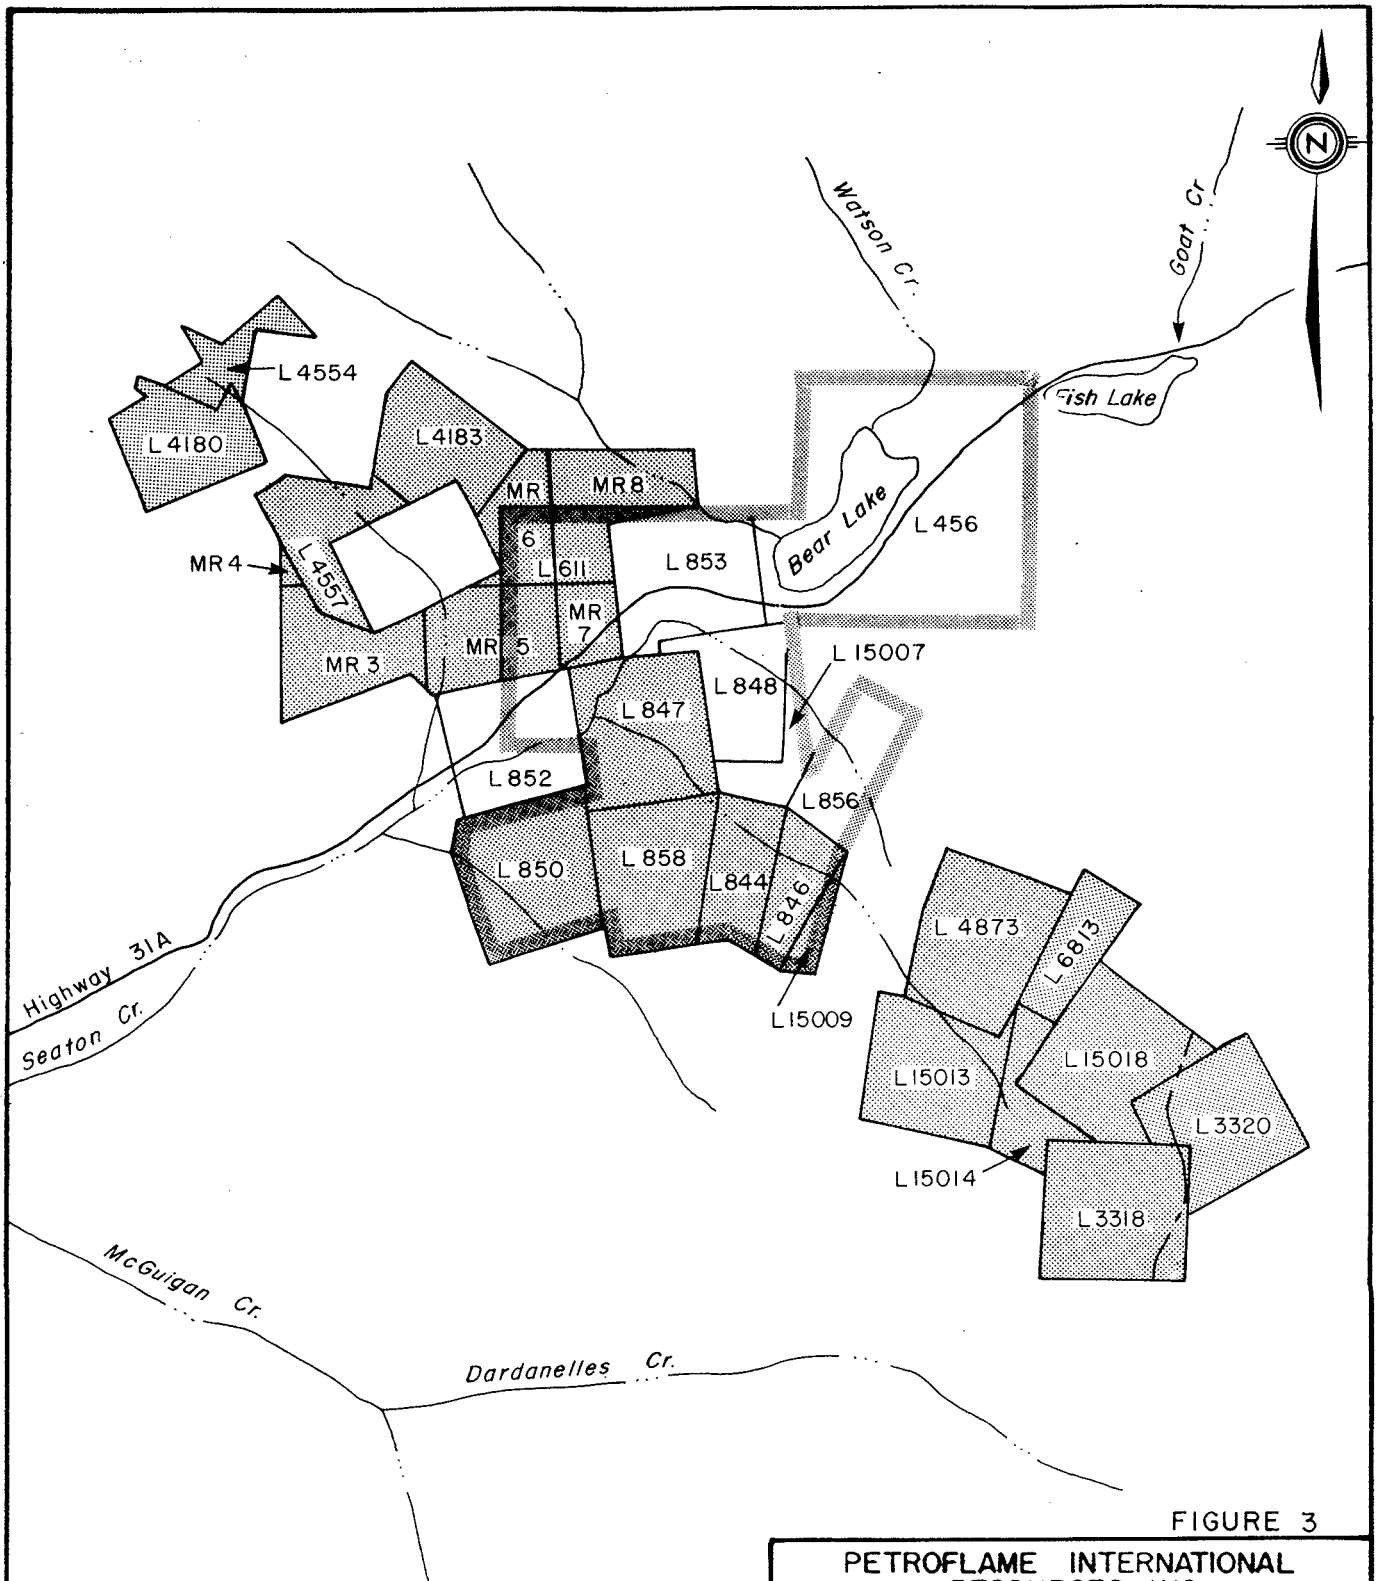 N
Watson Cr.
Goat Cr
L 4554
Fish Lake
L 4180
L 4183
MR
6
MR 8
Bear Lake
L 456
MR 4
L 4557
L 611
L 853
MR
7
MR 3
MR 5
L 15007
L 848
L 847
L 852
L 856
L 850
L 858
L 844
L 846
L 4873
L 6813
Highway 31A
Seaton Cr.
L 15009
L 15013
L 15018
L 3320
L 15014
L 3318
McGuigan Cr.
Dardanelles Cr.
FIGURE 3
PETROFLAME INTERNATIONAL